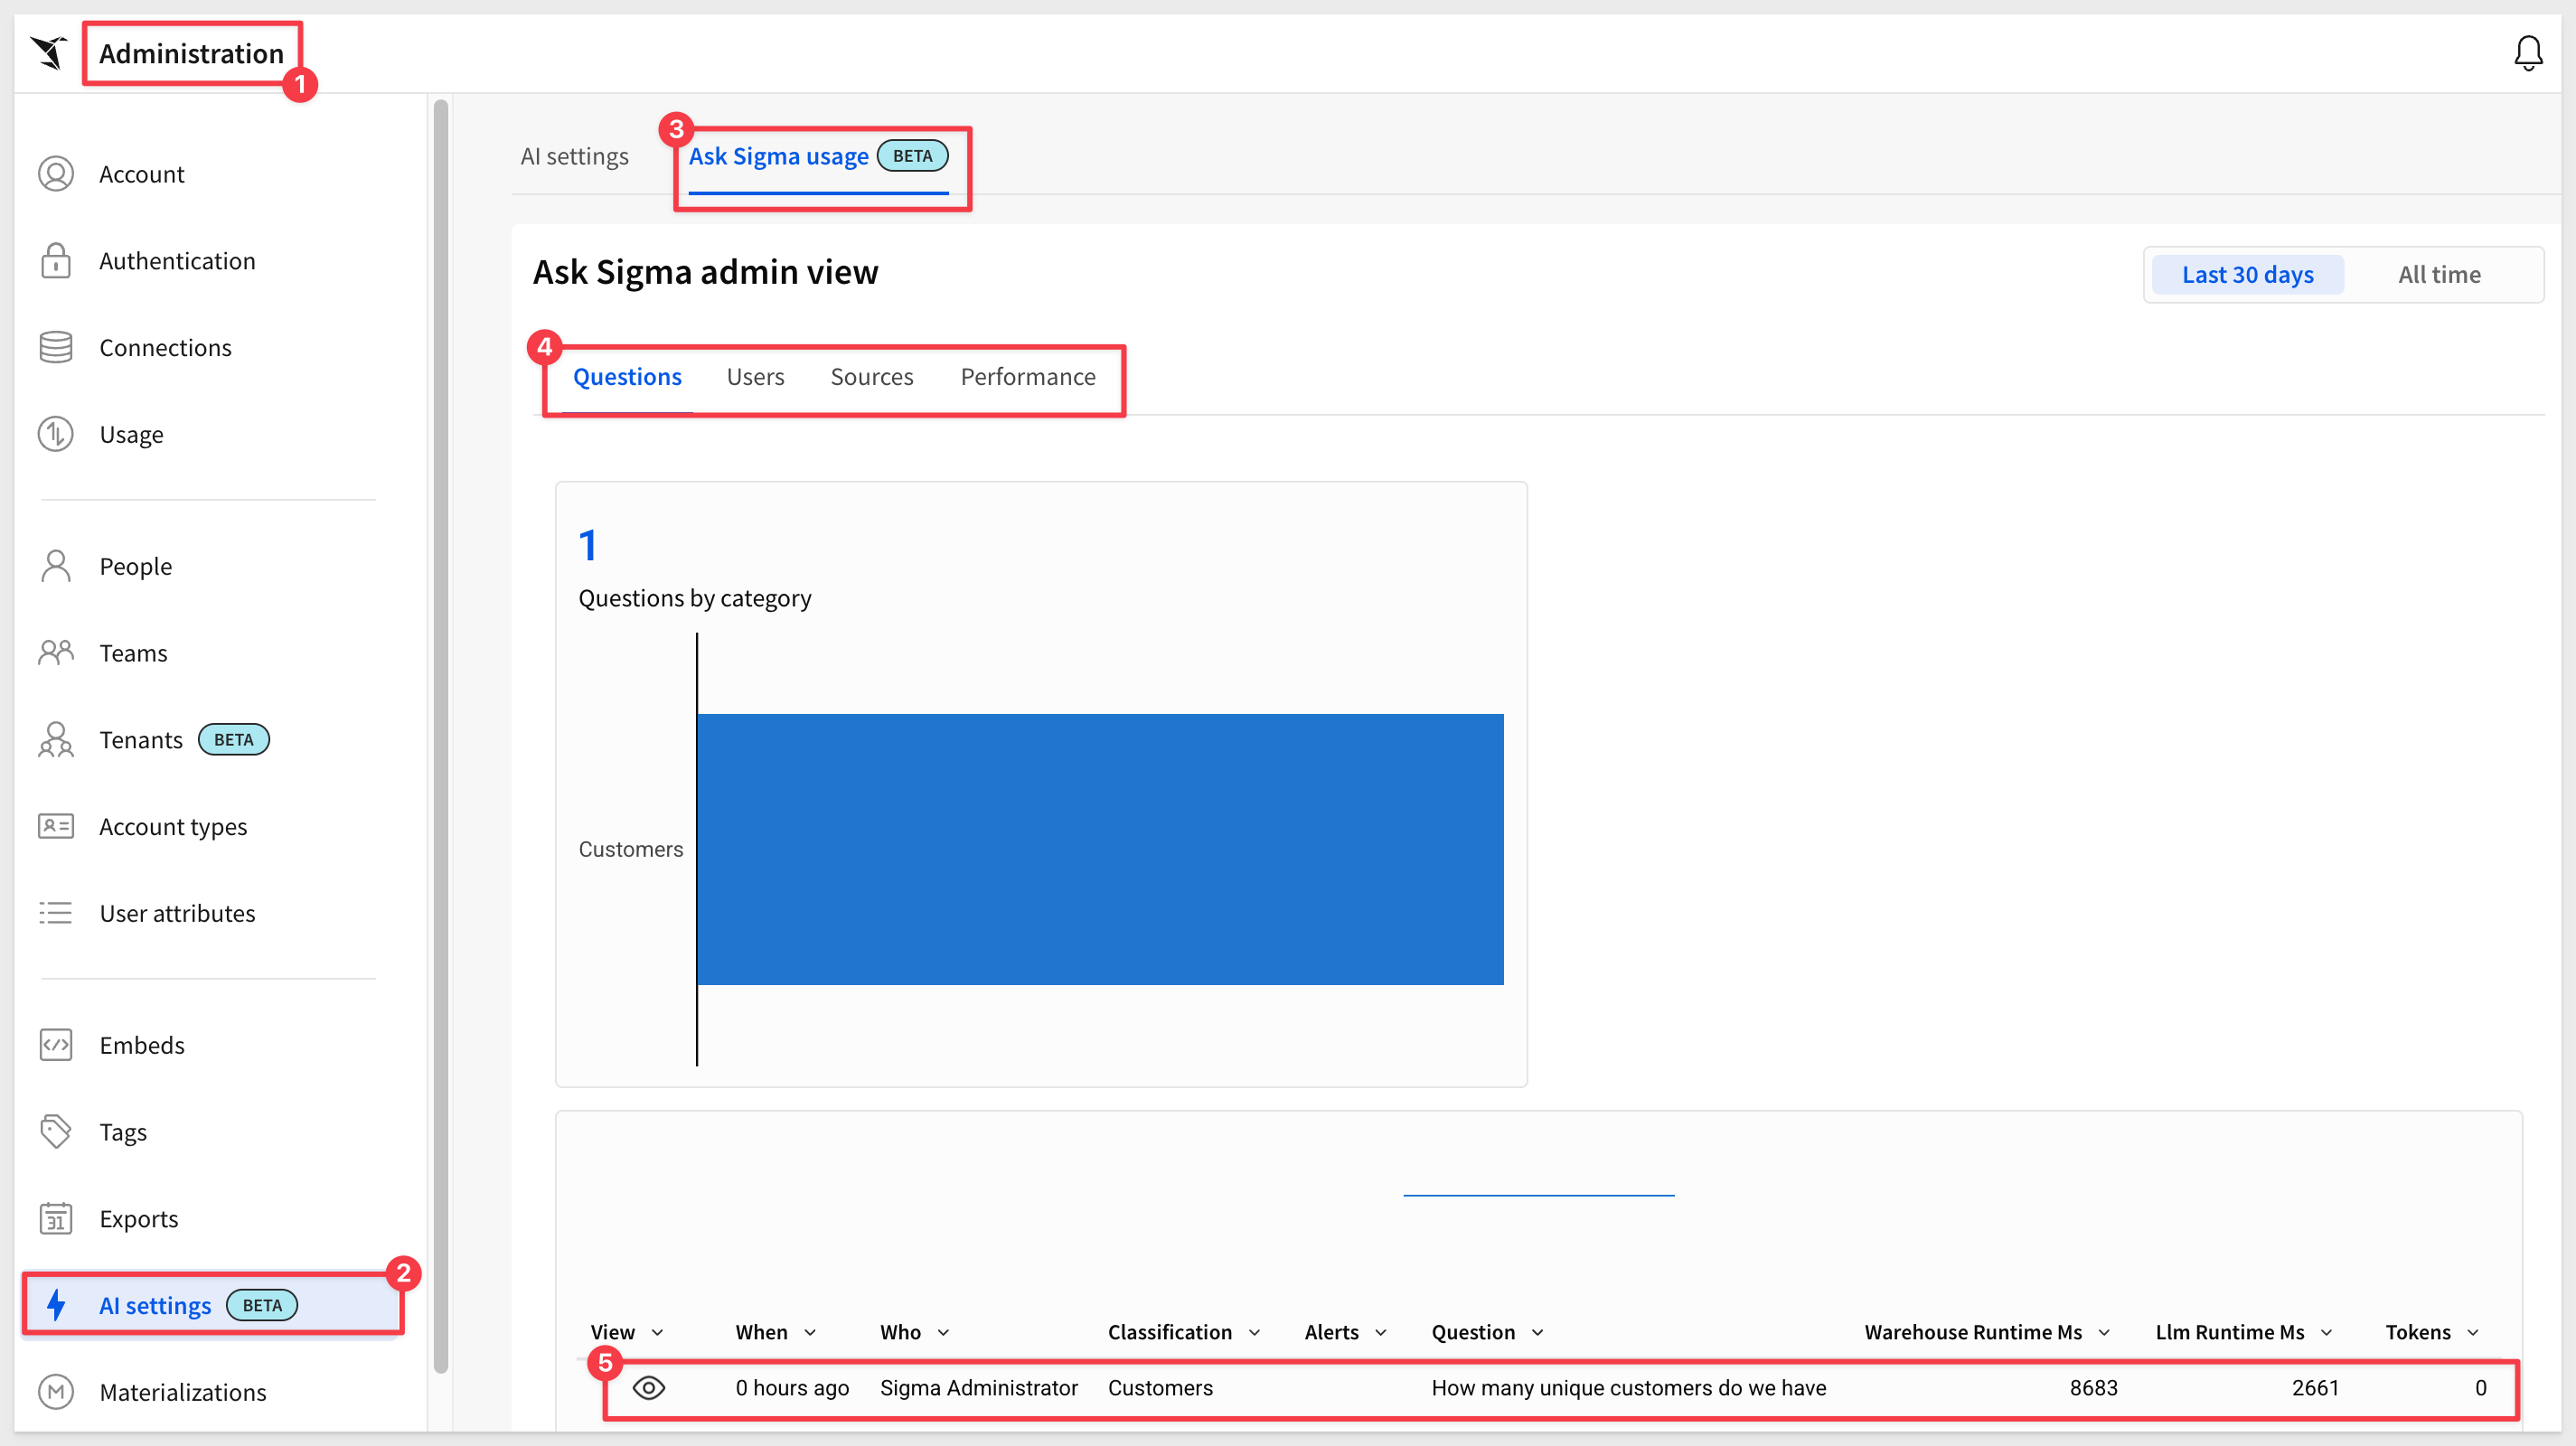 Administration
1
Account
Authentication
Connections
Usage
People
Teams
Tenants BETA
Account types
User attributes
Embeds
Tags
31
Exports
2
AI settings BETA
M
Materializations
3
AI settings
Ask Sigma usage BETA
Ask Sigma admin view
Last 30 days
All time
4
Questions Users Sources Performance
1
Questions by category
Customers
View When Who Classification Alerts Question Warehouse Runtime Ms Llm Runtime Ms Tokens
5
0 hours ago Sigma Administrator Customers How many unique customers do we have 8683 2661 0